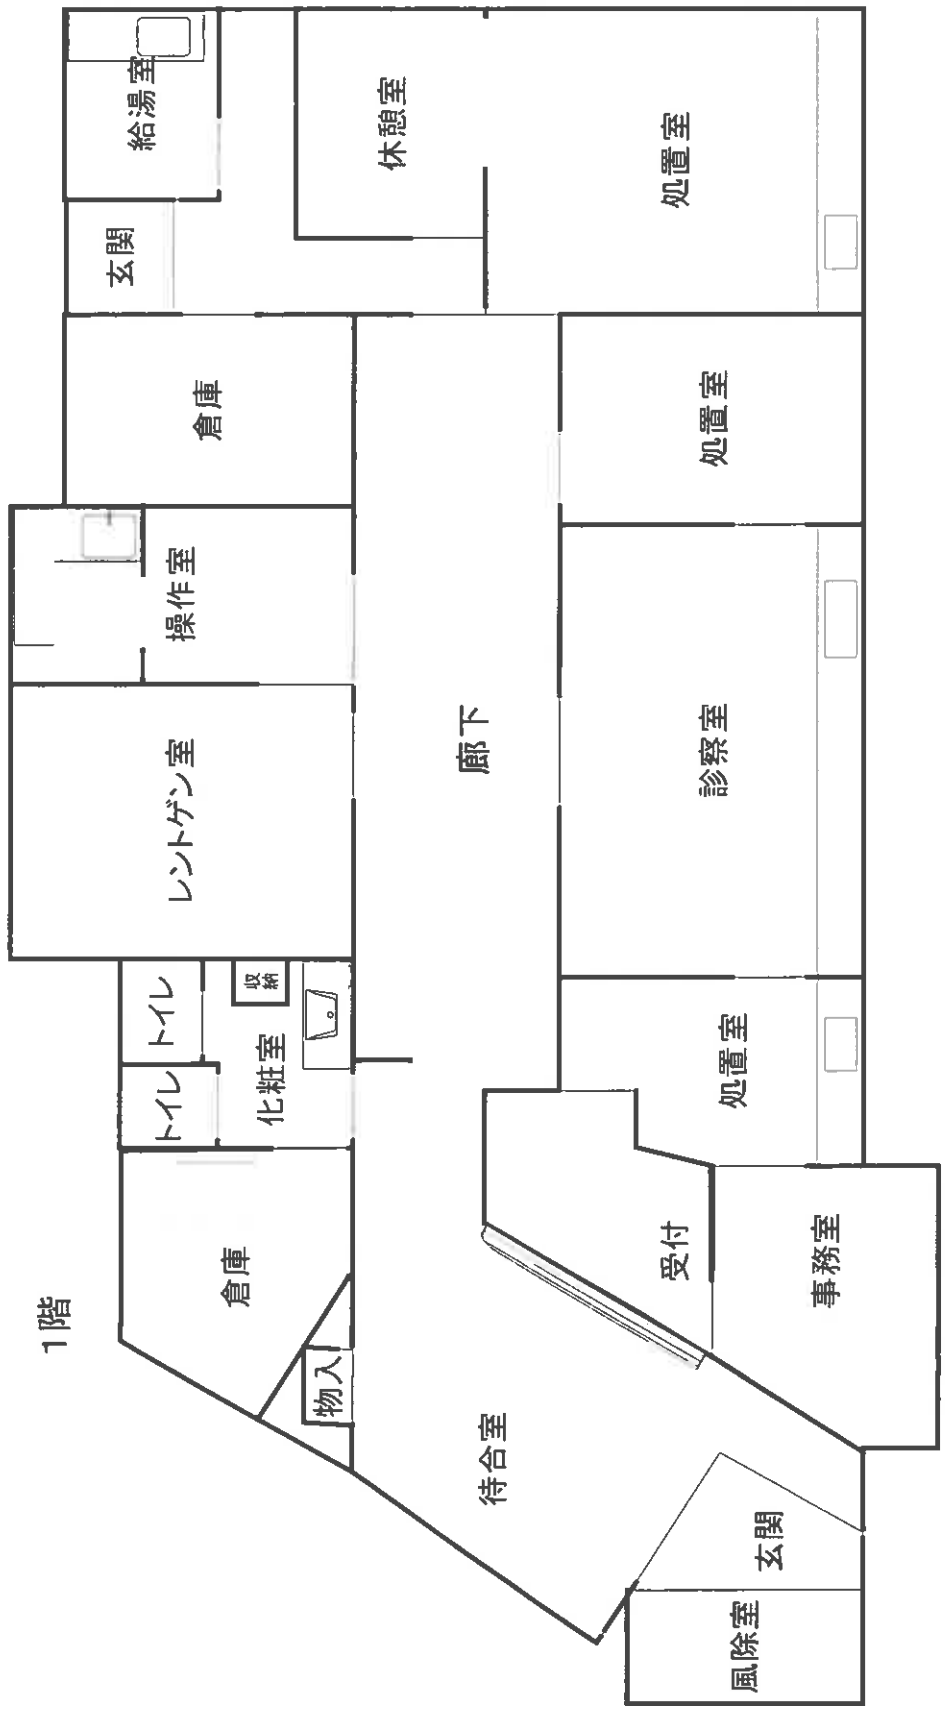 1階
倉庫
物入
トイレ
トイレ
化粧室
収納
レントゲン室
操作室
倉庫
玄関
給湯室
待合室
廊下
休憩室
風除室
玄関
受付
事務室
処置室
診察室
処置室
処置室